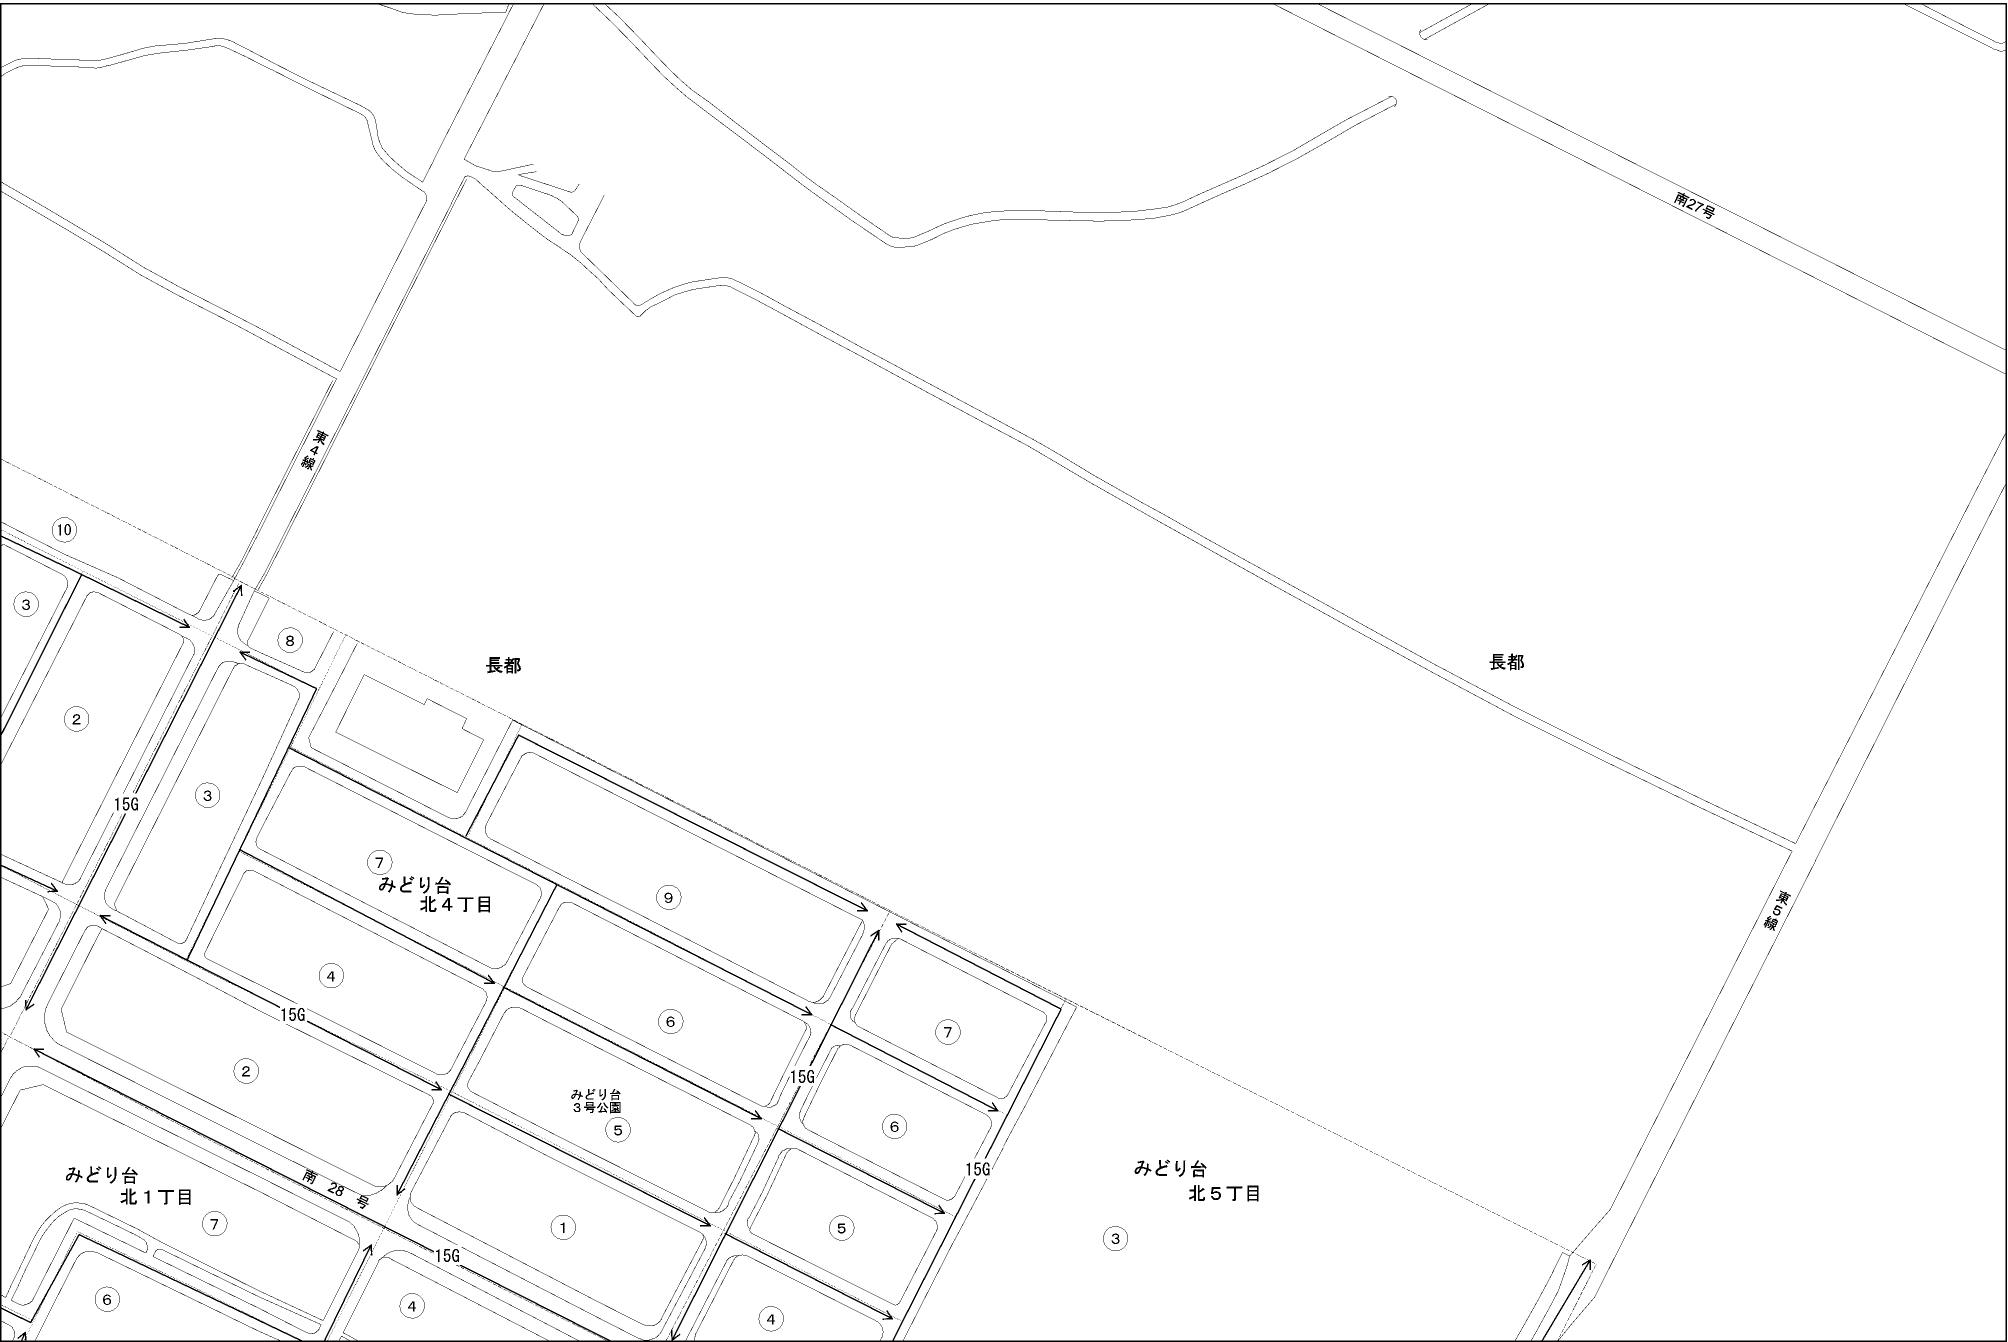 南27号
東4線
⑩
③
⑧
長都
長都
②
③
15G
⑦
みどり台
北4丁目
⑨
東5線
④
15G
⑥
⑦
②
15G
みどり台
3号公園
⑤
⑥
みどり台
北1丁目
南 28 号
⑦
15G
みどり台
北5丁目
①
⑤
③
15G
⑥
④
④